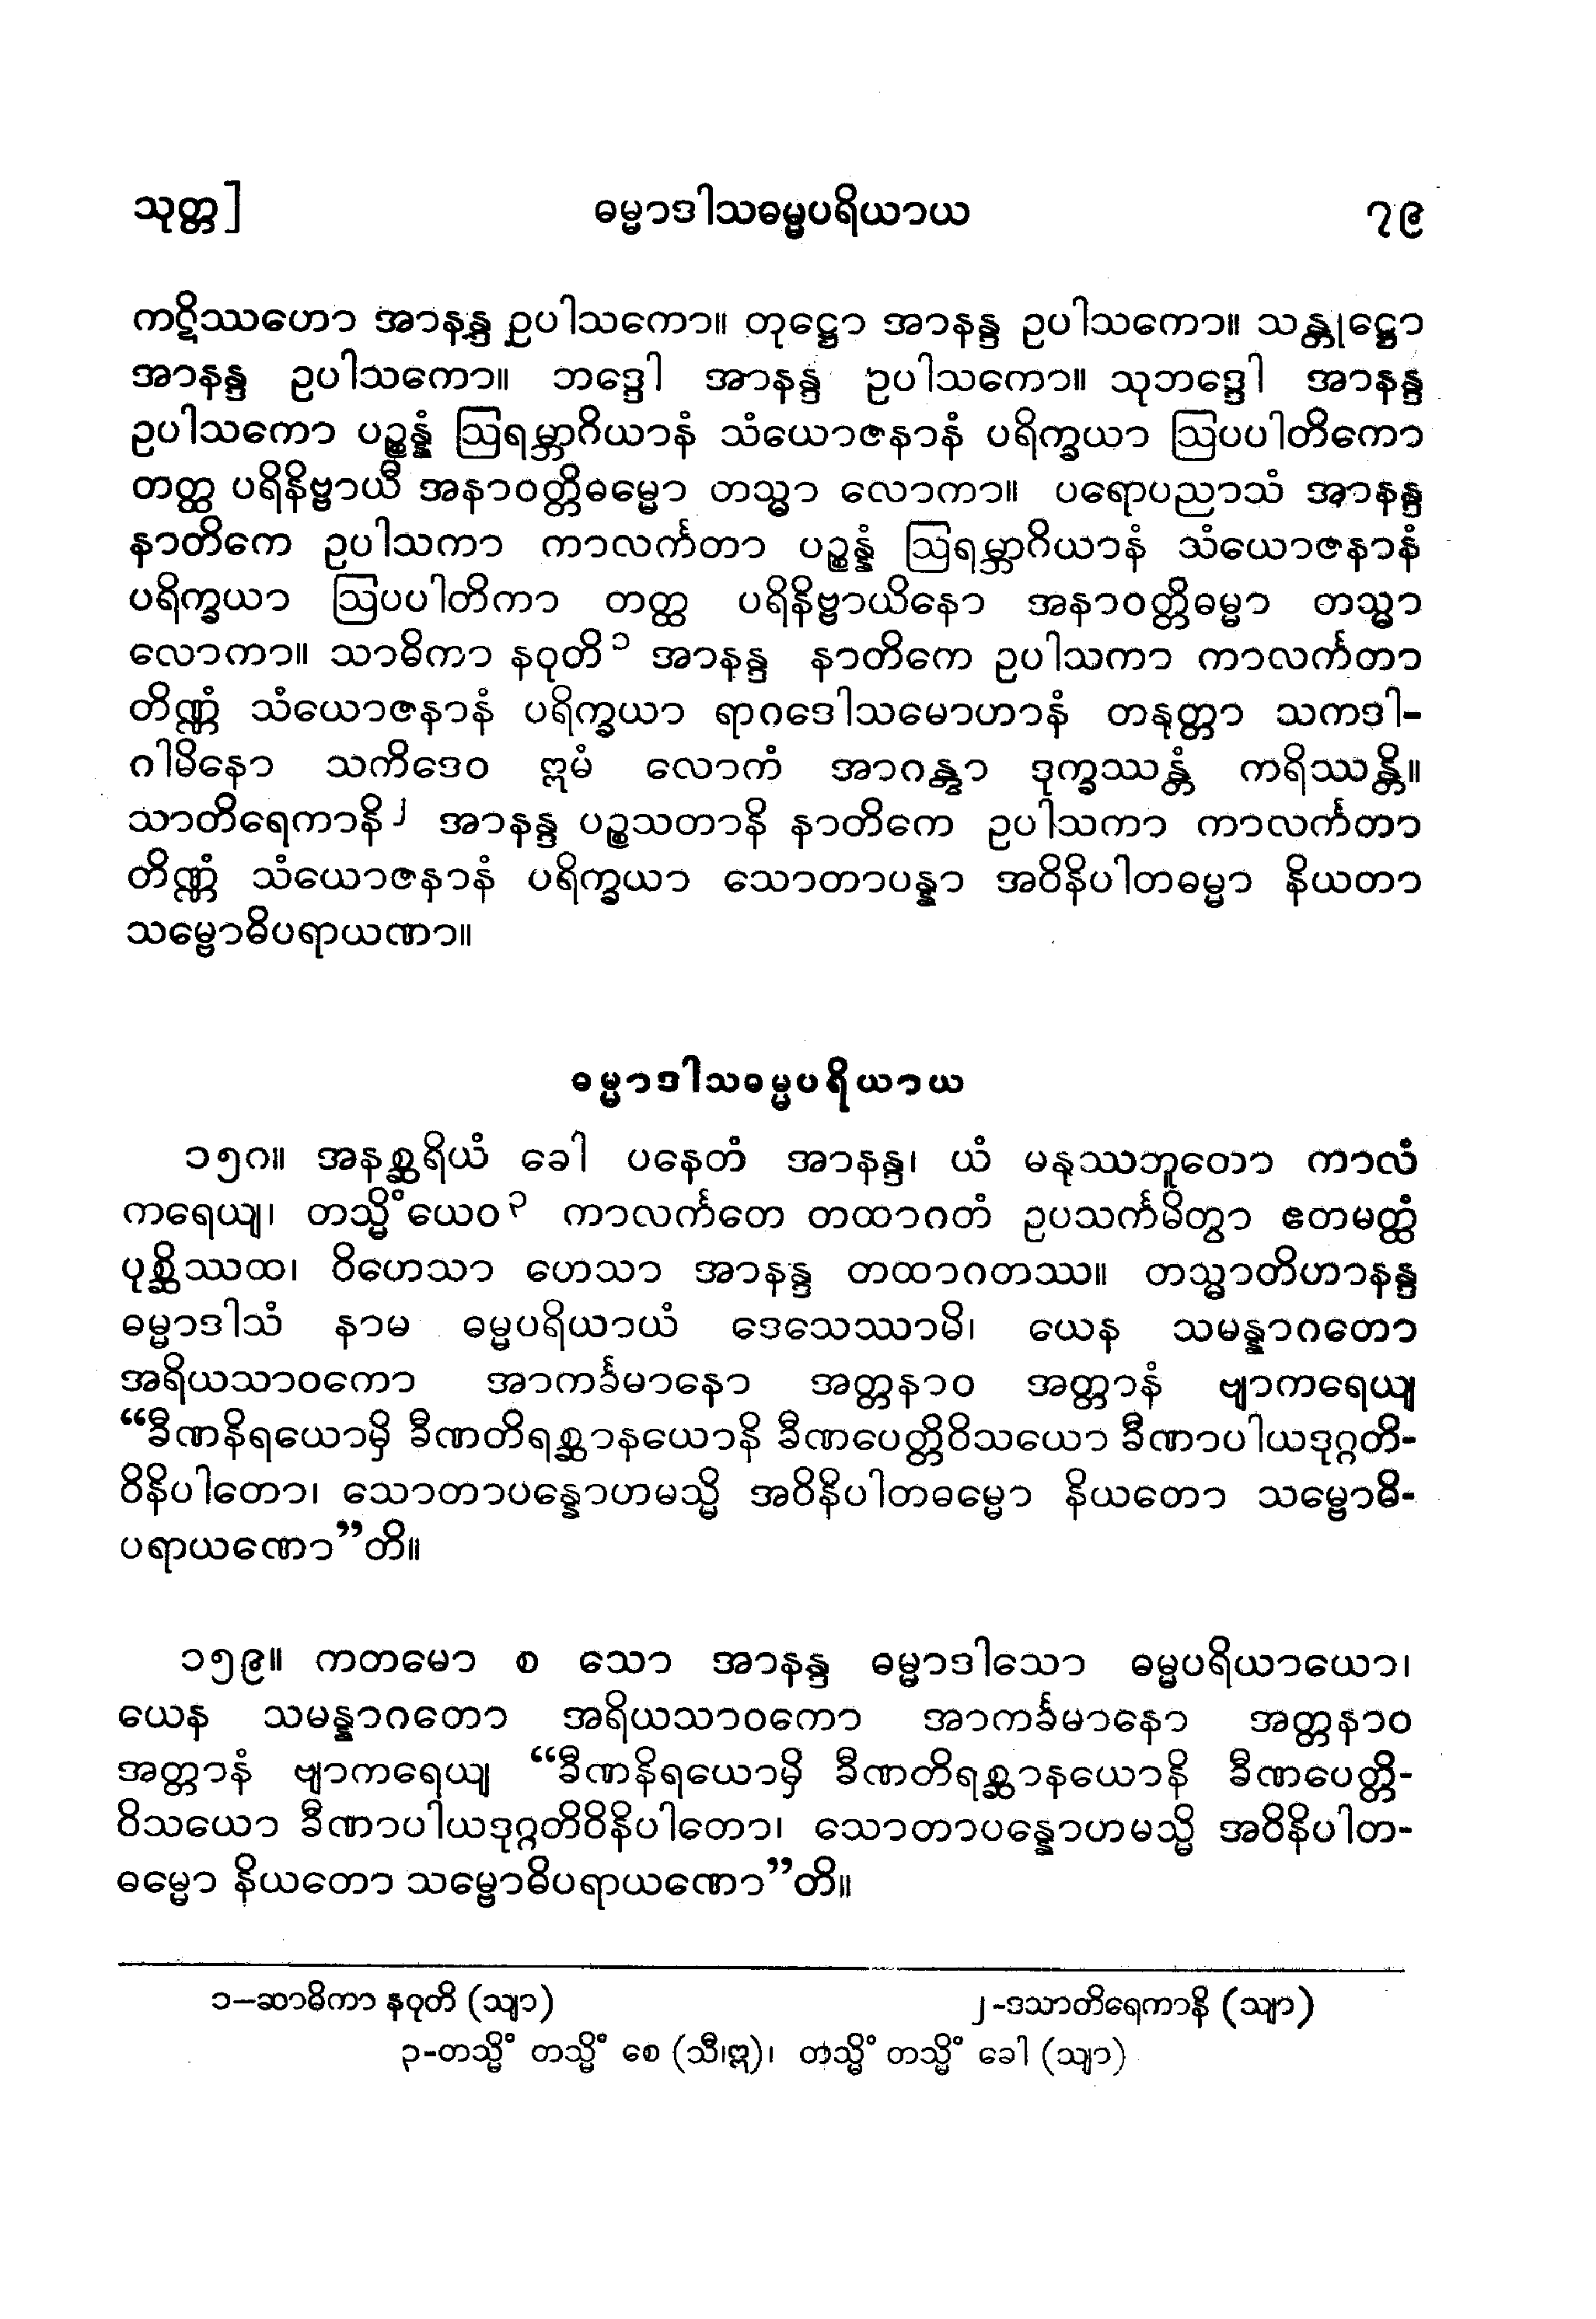 သုတ္တ] ဓမ္မာဒါသဓမ္မပရိယာယ ၇၉
ကဋိဿဟော အာနန္ဒ ဥပါသကော။ တုဋ္ဌော အာနန္ဒ ဥပါသကော။ သန္တုဋ္ဌော
အာနန္ဒ ဥပါသကော။ ဘဒ္ဒေါ အာနန္ဒ ဥပါသကော။ သုဘဒ္ဒေါ အာနန္ဒ
ဥပါသကော ပဉ္စန္နံ ဩရမ္ဘာဂိယာနံ သံယောဇနာနံ ပရိက္ခယာ ဩပပါတိကော
တတ္ထ ပရိနိဗ္ဗာယီ အနာဝတ္တိဓမ္မော တသ္မာ လောကာ။ ပရောပညာသံ အာနန္ဒ
နာတိကေ ဥပါသကာ ကာလင်္ကတာ ပဉ္စန္နံ ဩရမ္ဘာဂိယာနံ သံယောဇနာနံ
ပရိက္ခယာ ဩပပါတိကာ တတ္ထ ပရိနိဗ္ဗာယိနော အနာဝတ္တိဓမ္မာ တသ္မာ
လောကာ။ သာဓိကာ နဝုတိ ၁ အာနန္ဒ နာတိကေ ဥပါသကာ ကာလင်္ကတာ
တိဏ္ဏံ သံယောဇနာနံ ပရိက္ခယာ ရာဂဒေါသမောဟာနံ တနုတ္တာ သကဒါ-
ဂါမိနော သကိဒေဝ ဣမံ လောကံ အာဂန္တွာ ဒုက္ခဿန္တံ ကရိဿန္တိ။
သာတိရေကာနိ ၂ အာနန္ဒ ပဉ္စသတာနိ နာတိကေ ဥပါသကာ ကာလင်္ကတာ
တိဏ္ဏံ သံယောဇနာနံ ပရိက္ခယာ သောတာပန္နာ အဝိနိပါတဓမ္မာ နိယတာ
သမ္ဗောဓိပရာယဏာ။
ဓမ္မာဒါသဓမ္မပရိယာယ
၁၅၈။ အနစ္ဆရိယံ ခေါ ပနေတံ အာနန္ဒ၊ ယံ မနုဿဘူတော ကာလံ
ကရေယျ၊ တသ္မိံယေဝ ၃ ကာလင်္ကတေ တထာဂတံ ဥပသင်္ကမိတွာ ဧတမတ္ထံ
ပုစ္ဆိဿထ၊ ဝိဟေသာ ဟေသာ အာနန္ဒ တထာဂတဿ။ တသ္မာတိဟာနန္ဒ
ဓမ္မာဒါသံ နာမ ဓမ္မပရိယာယံ ဒေသေဿာမိ၊ ယေန သမန္နာဂတော
အရိယသာဝကော အာကင်္ခမာနော အတ္တနာဝ အတ္တာနံ ဗျာကရေယျ
“ခီဏနိရယောမှိ ခီဏတိရစ္ဆာနယောနိ ခီဏပေတ္တိဝိသယော ခီဏာပါယဒုဂ္ဂတိ-
ဝိနိပါတော၊ သောတာပန္နောဟမသ္မိ အဝိနိပါတဓမ္မော နိယတော သမ္ဗောဓိ-
ပရာယဏော”တိ။
၁၅၉။ ကတမော စ သော အာနန္ဒ ဓမ္မာဒါသော ဓမ္မပရိယာယော၊
ယေန သမန္နာဂတော အရိယသာဝကော အာကင်္ခမာနော အတ္တနာဝ
အတ္တာနံ ဗျာကရေယျ “ခီဏနိရယောမှိ ခီဏတိရစ္ဆာနယောနိ ခီဏပေတ္တိ-
ဝိသယော ခီဏာပါယဒုဂ္ဂတိဝိနိပါတော၊ သောတာပန္နောဟမသ္မိ အဝိနိပါတ-
ဓမ္မော နိယတော သမ္ဗောဓိပရာယဏော”တိ။
၁-ဆာဓိကာ နဝုတိ (သျာ) ၂-ဒသာတိရေကာနိ (သျာ)
၃-တသ္မိံ တသ္မိံ စေ (သီ၊ဣ)၊ တသ္မိံ တသ္မိံ ခေါ (သျာ)